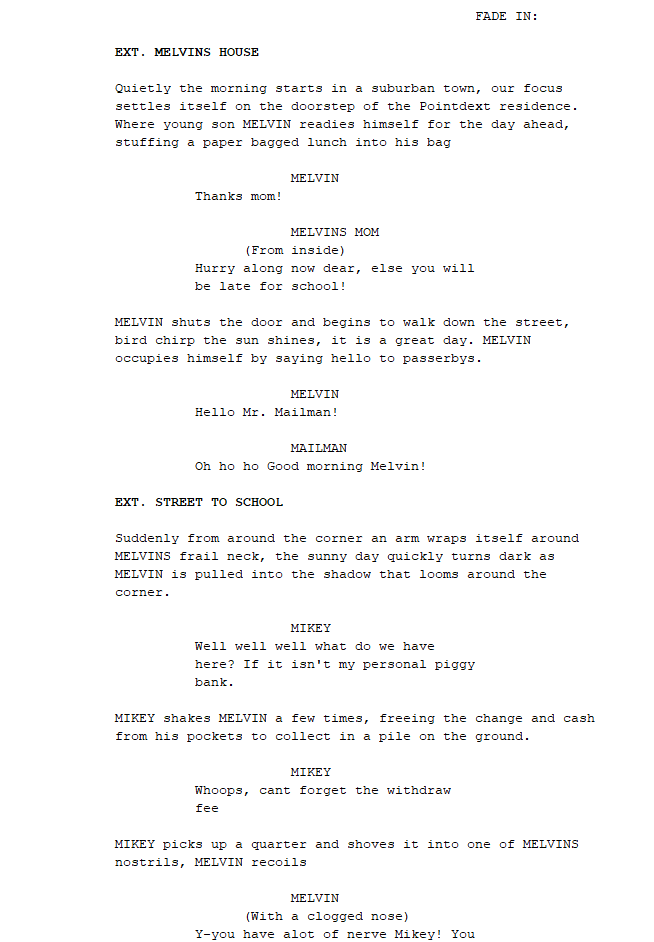 FADE IN:
EXT. MELVINS HOUSE
Quietly the morning starts in a suburban town, our focus
settles itself on the doorstep of the Pointdext residence.
Where young son MELVIN readies himself for the day ahead,
stuffing a paper bagged lunch into his bag
MELVIN
Thanks mom!
MELVINS MOM
(From inside)
Hurry along now dear, else you will
be late for school!
MELVIN shuts the door and begins to walk down the street,
bird chirp the sun shines, it is a great day. MELVIN
occupies himself by saying hello to passerbys.
MELVIN
Hello Mr. Mailman!
MAILMAN
Oh ho ho Good morning Melvin!
EXT. STREET TO SCHOOL
Suddenly from around the corner an arm wraps itself around
MELVINS frail neck, the sunny day quickly turns dark as
MELVIN is pulled into the shadow that looms around the
corner.
MIKEY
Well well well what do we have
here? If it isn't my personal piggy
bank.
MIKEY shakes MELVIN a few times, freeing the change and cash
from his pockets to collect in a pile on the ground.
MIKEY
Whoops, cant forget the withdraw
fee
MIKEY picks up a quarter and shoves it into one of MELVINS
nostrils, MELVIN recoils
MELVIN
(With a clogged nose)
Y-you have alot of nerve Mikey! You